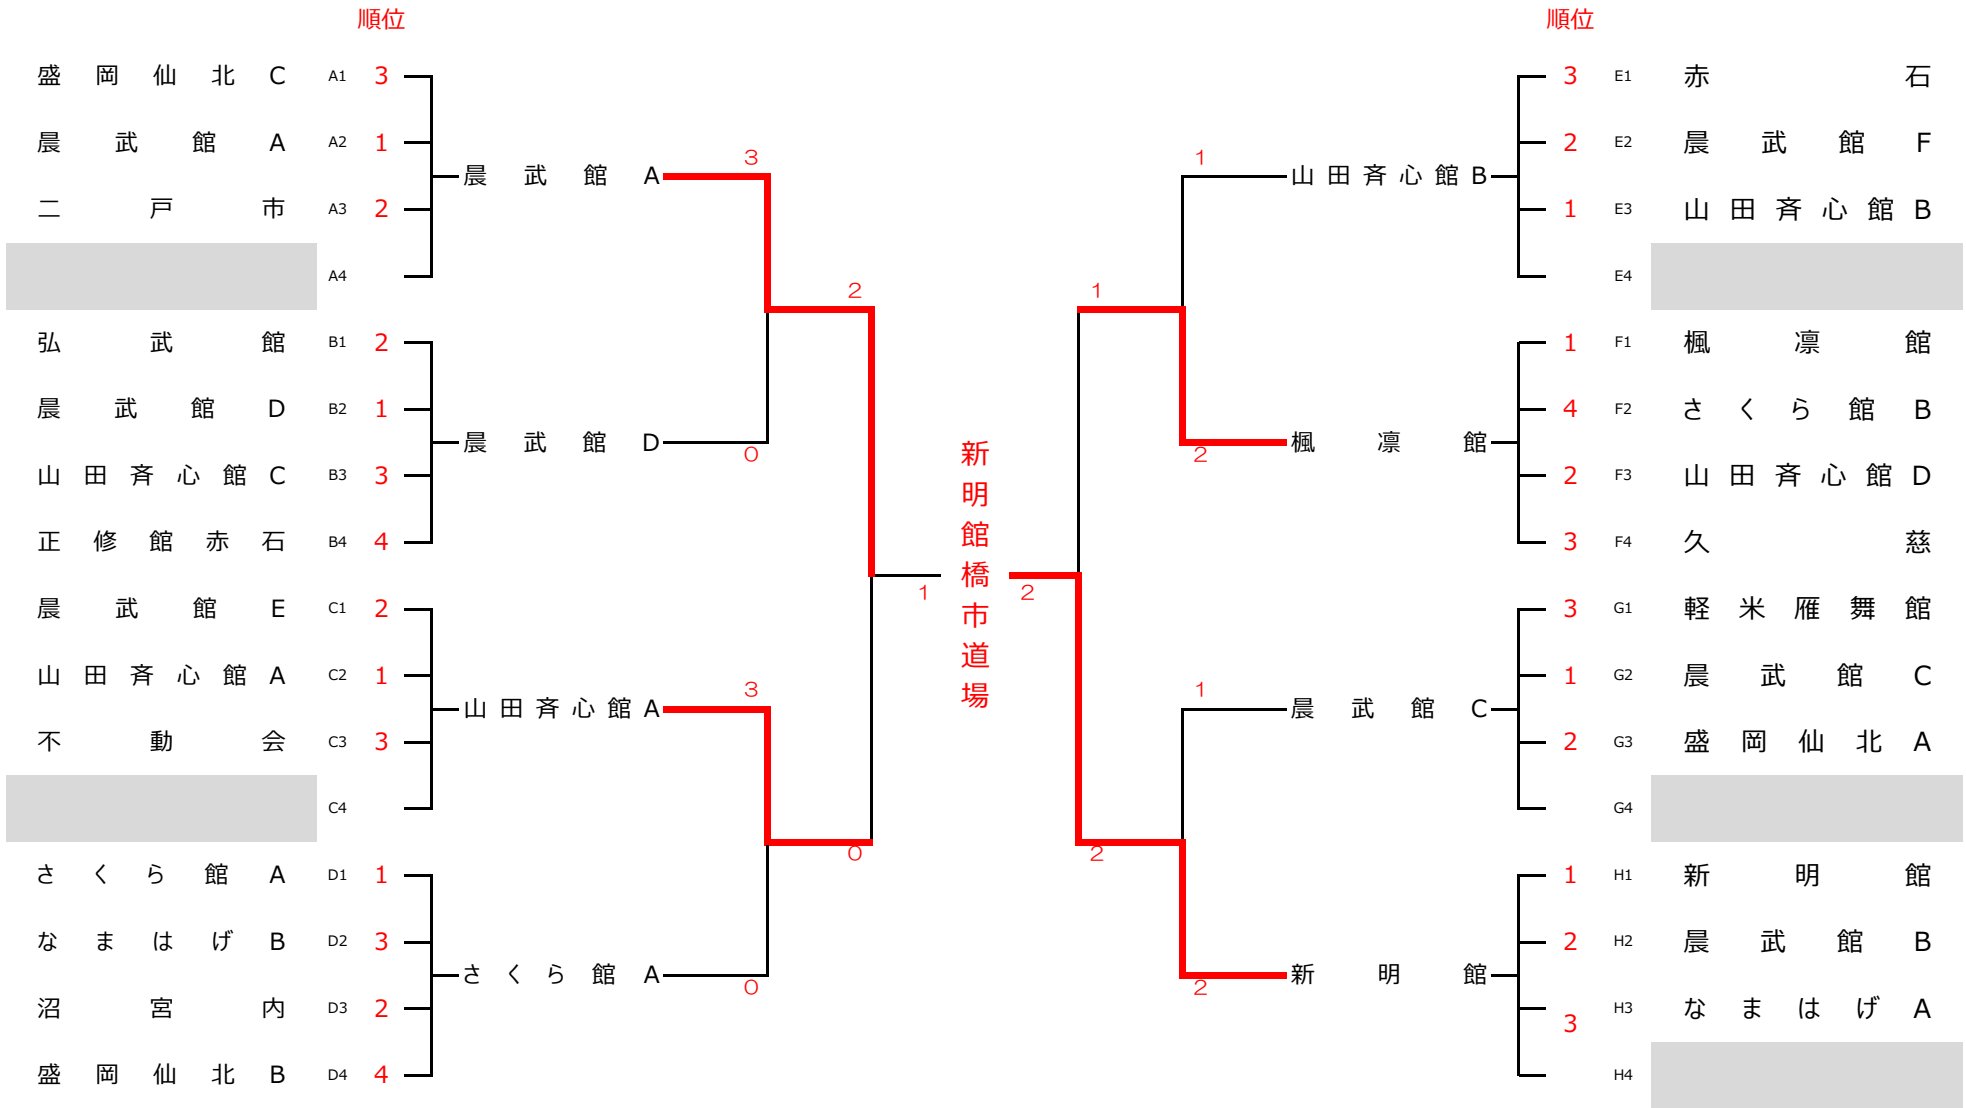 順位 順位
盛岡仙北C A1 3 3 E1 赤石
晨武館A A2 1 2 E2 晨武館F
3 1
晨武館A 山田斉心館B
二戸市 A3 2 1 E3 山田斉心館B
A4 E4
2 1
弘武館 B1 2 1 F1 楓凛館
晨武館D B2 1 4 F2 さくら館B
晨武館D 楓凛館
0 2
山田斉心館C B3 3 2 F3 山田斉心館D
正修館赤石 B4 4 3 F4 久慈
新明館橋市道場
1 2
晨武館E C1 2 3 G1 軽米雁舞館
山田斉心館A C2 1 1 G2 晨武館C
3 1
山田斉心館A 晨武館C
不動会 C3 3 2 G3 盛岡仙北A
C4 G4
0 2
さくら館A D1 1 1 H1 新明館
なまはげB D2 3 2 H2 晨武館B
さくら館A 新明館
0 2
沼宮内 D3 2 3 H3 なまはげA
盛岡仙北B D4 4 H4